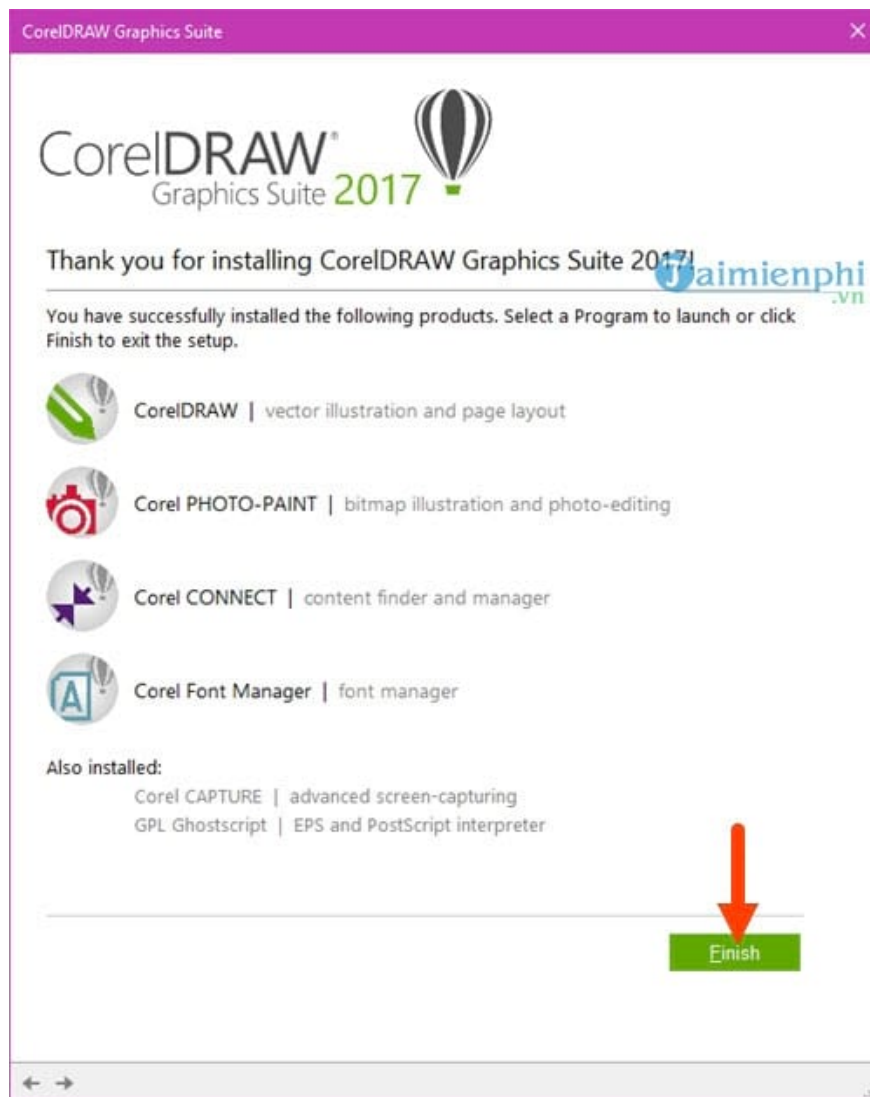 CorelDRAW Graphics Suite
CorelDRAW®
Graphics Suite 2017
Thank you for installing CorelDRAW Graphics Suite 2017!
Taimienphi
.vn
You have successfully installed the following products. Select a Program to launch or click
Finish to exit the setup.
CorelDRAW | vector illustration and page layout
Corel PHOTO-PAINT | bitmap illustration and photo-editing
Corel CONNECT | content finder and manager
Corel Font Manager | font manager
Also installed:
Corel CAPTURE | advanced screen-capturing
GPL Ghostscript | EPS and PostScript interpreter
Finish